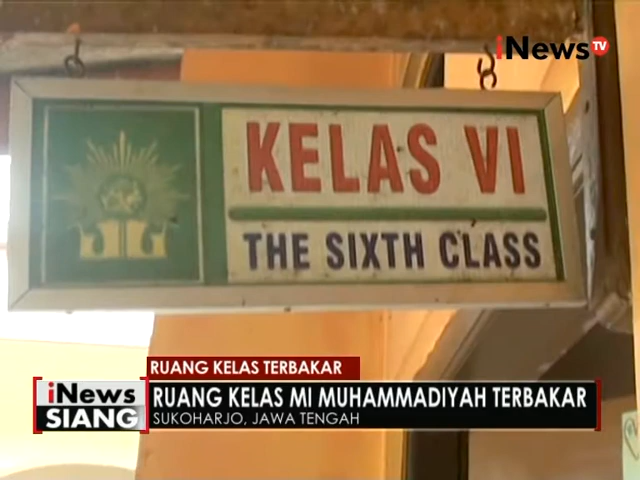 iNews TV
KELAS VI
THE SIXTH CLASS
RUANG KELAS TERBAKAR
iNews
SIANG
RUANG KELAS MI MUHAMMADIYAH TERBAKAR
SUKOHARJO, JAWA TENGAH